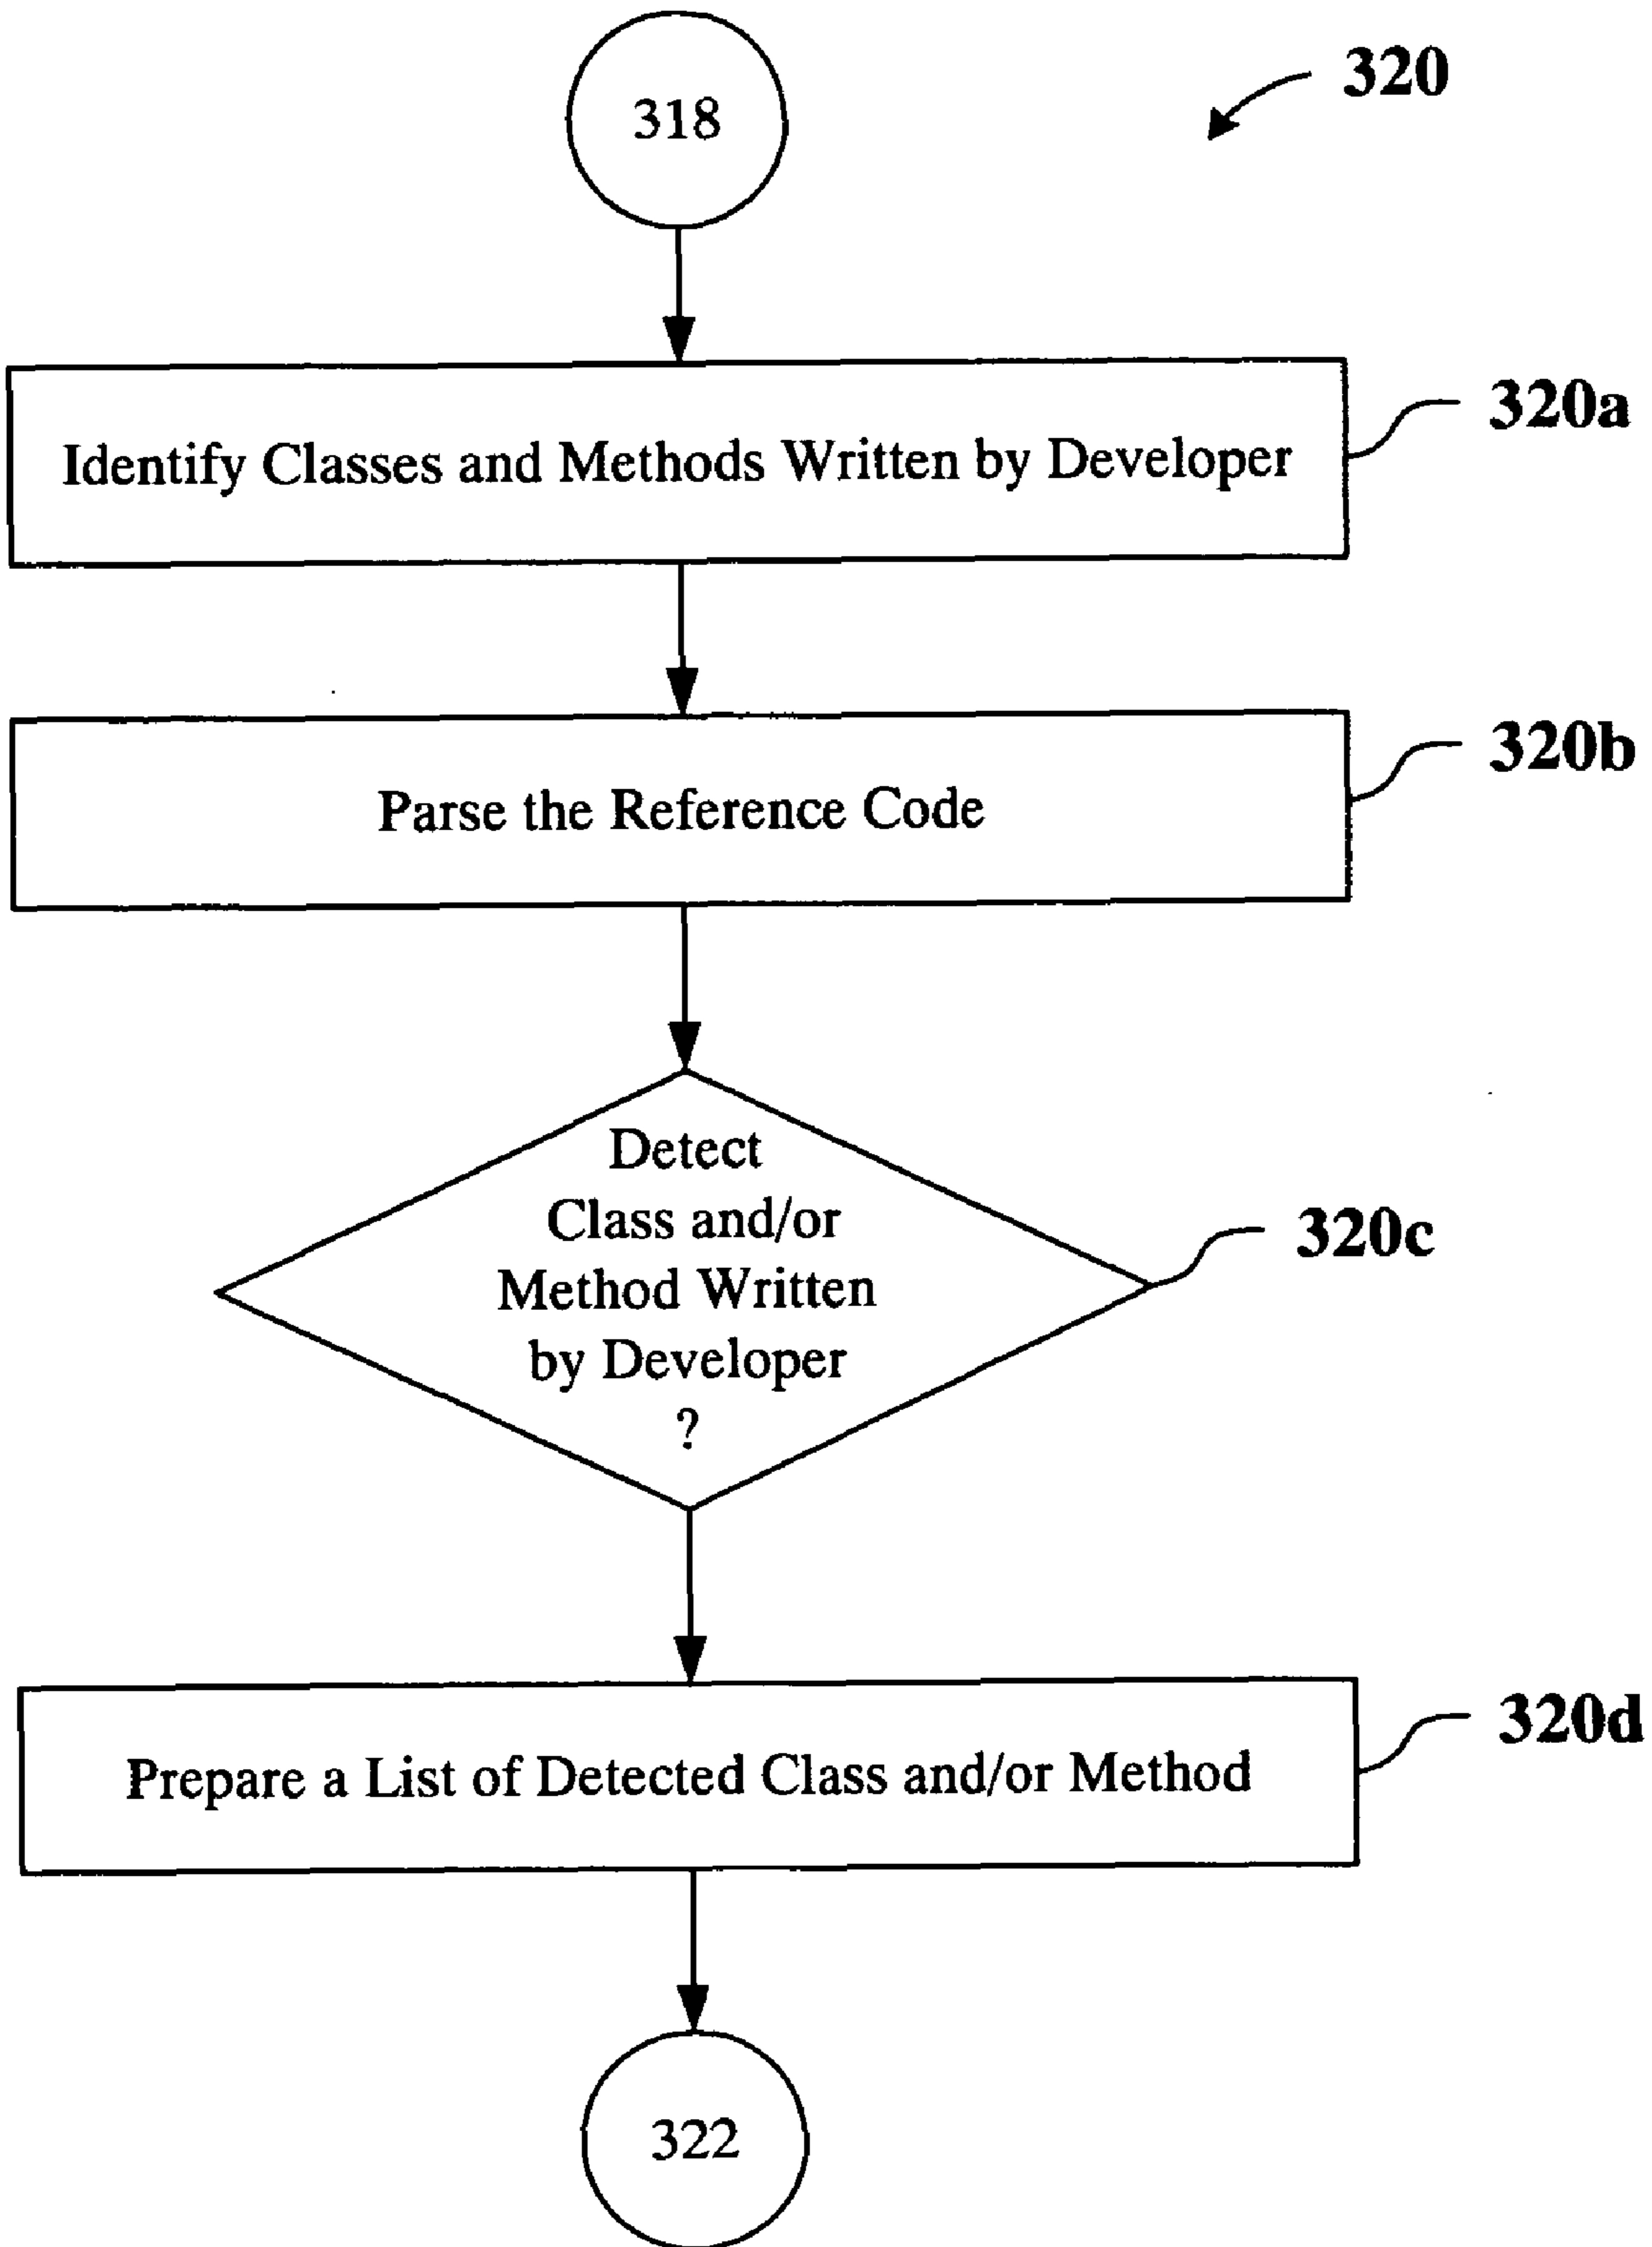 318
320
320a
Identify Classes and Methods Written by Developer
320b
Parse the Reference Code
Detect
Class and/or
320c
Method Written
by Developer
?
320d
Prepare a List of Detected Class and/or Method
322